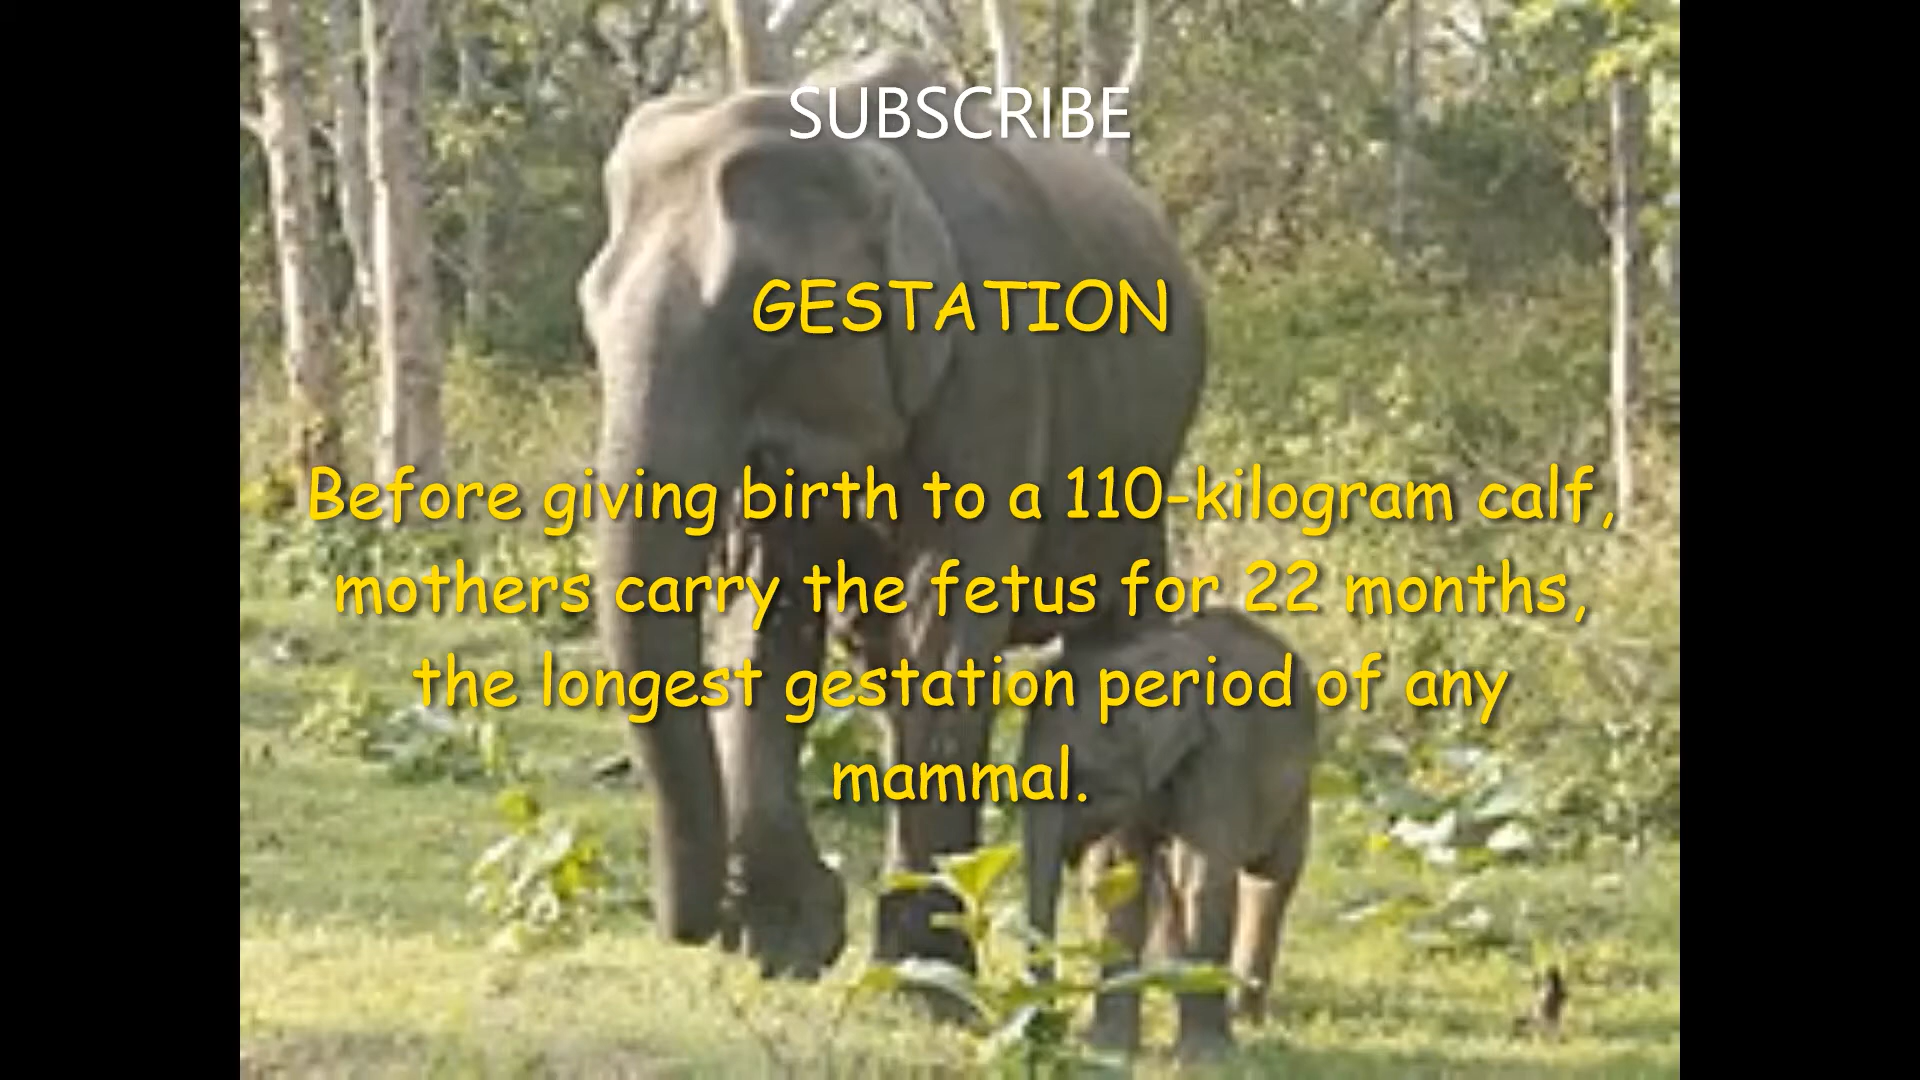 SUBSCRIBE
GESTATION
Before giving birth to a 110-kilogram calf,
mothers carry the fetus for 22 months,
the longest gestation period of any
mammal.